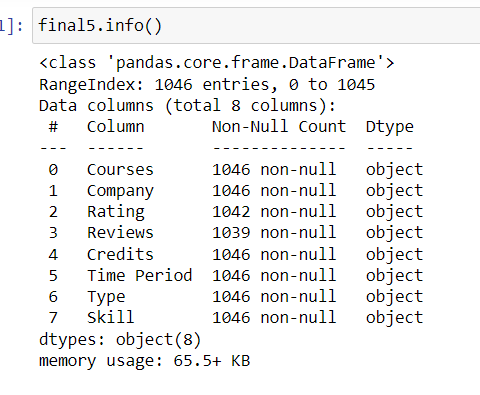 1]: final5.info()
<class 'pandas.core.frame.DataFrame'>
RangeIndex: 1046 entries, 0 to 1045
Data columns (total 8 columns):
 #   Column       Non-Null Count  Dtype
---  ------       --------------  -----
 0   Courses      1046 non-null   object
 1   Company      1046 non-null   object
 2   Rating       1042 non-null   object
 3   Reviews      1039 non-null   object
 4   Credits      1046 non-null   object
 5   Time Period  1046 non-null   object
 6   Type         1046 non-null   object
 7   Skill        1046 non-null   object
dtypes: object(8)
memory usage: 65.5+ KB